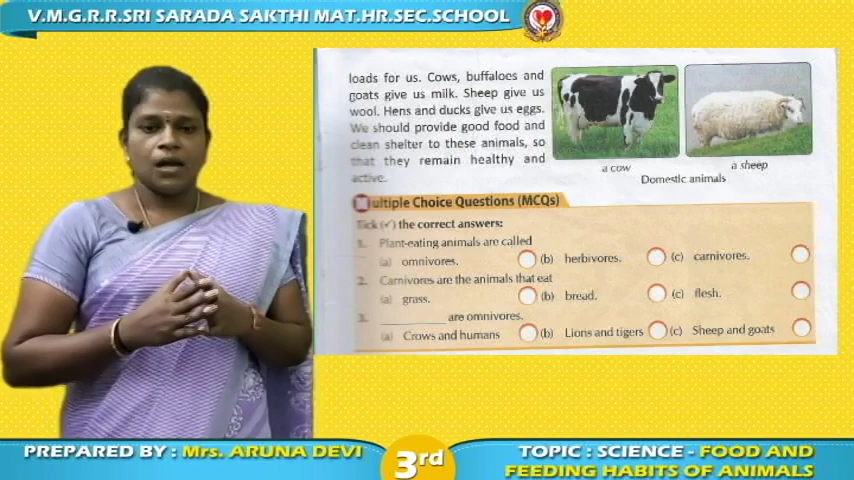 V.M.G.R.R.SRI SARADA SAKTHI MAT.HR.SEC.SCHOOL
loads for us. Cows, buffaloes and
goats give us milk. Sheep give us
wool. Hens and ducks give us eggs.
We should provide good food and
clean shelter to these animals, so
that they remain healthy and
active.
a cow
a sheep
Domestic animals
Multiple Choice Questions (MCQs)
Tick (✓) the correct answers:
1. Plant-eating animals are called
(a) omnivores. (b) herbivores. (c) carnivores.
2. Carnivores are the animals that eat
(a) grass. (b) bread. (c) flesh.
3. ________ are omnivores.
(a) Crows and humans (b) Lions and tigers (c) Sheep and goats
PREPARED BY : Mrs. ARUNA DEVI
3rd
TOPIC : SCIENCE - FOOD AND
FEEDING HABITS OF ANIMALS